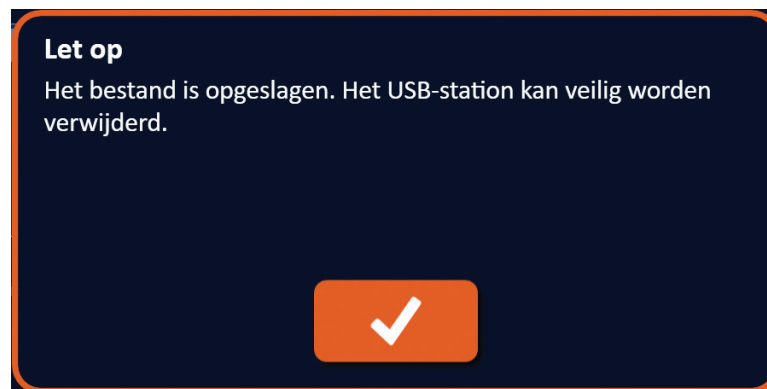 Let op
Het bestand is opgeslagen. Het USB-station kan veilig worden
verwijderd.